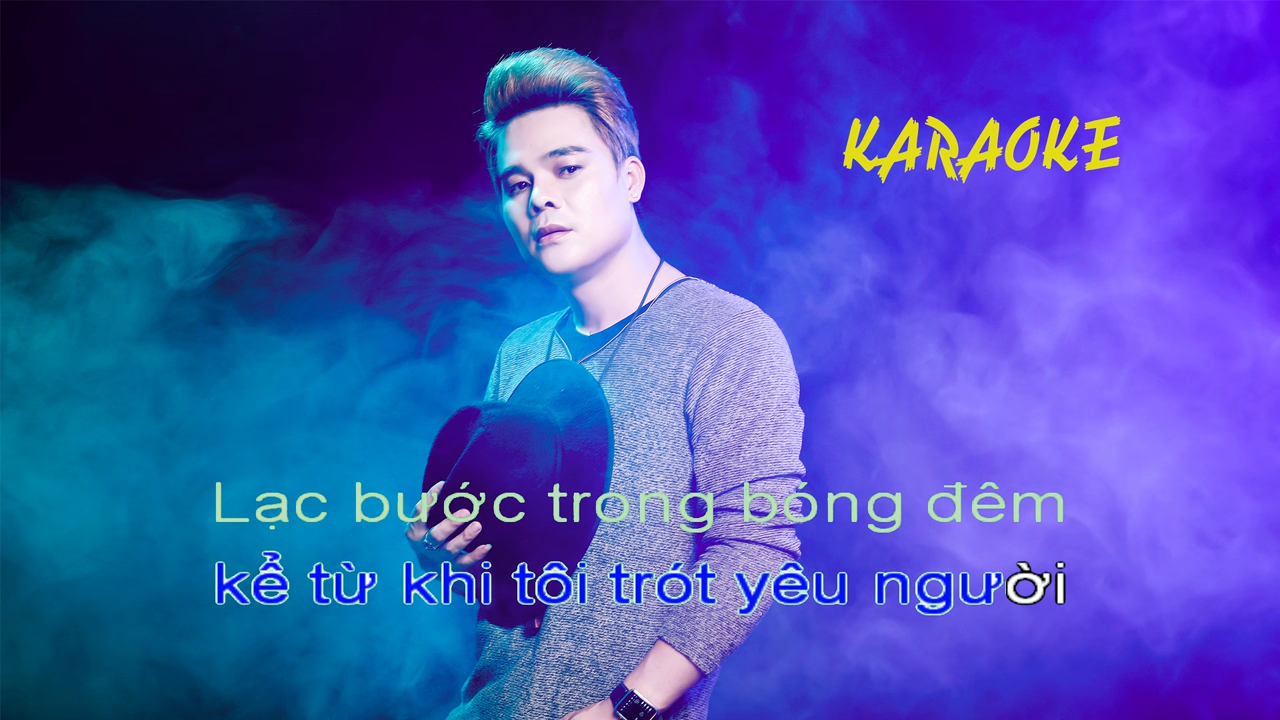 KARAOKE
Lạc bước trong bóng đêm
kể từ khi tôi trót yêu người